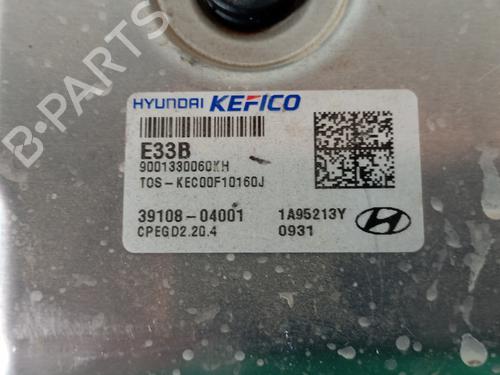 B-PARTS
HYUNDAI KEFICO
E33B
9001330060KH
TOS-KEC00F10160J
39108-04001 1A95213Y
CPEGD2.20.4 0931